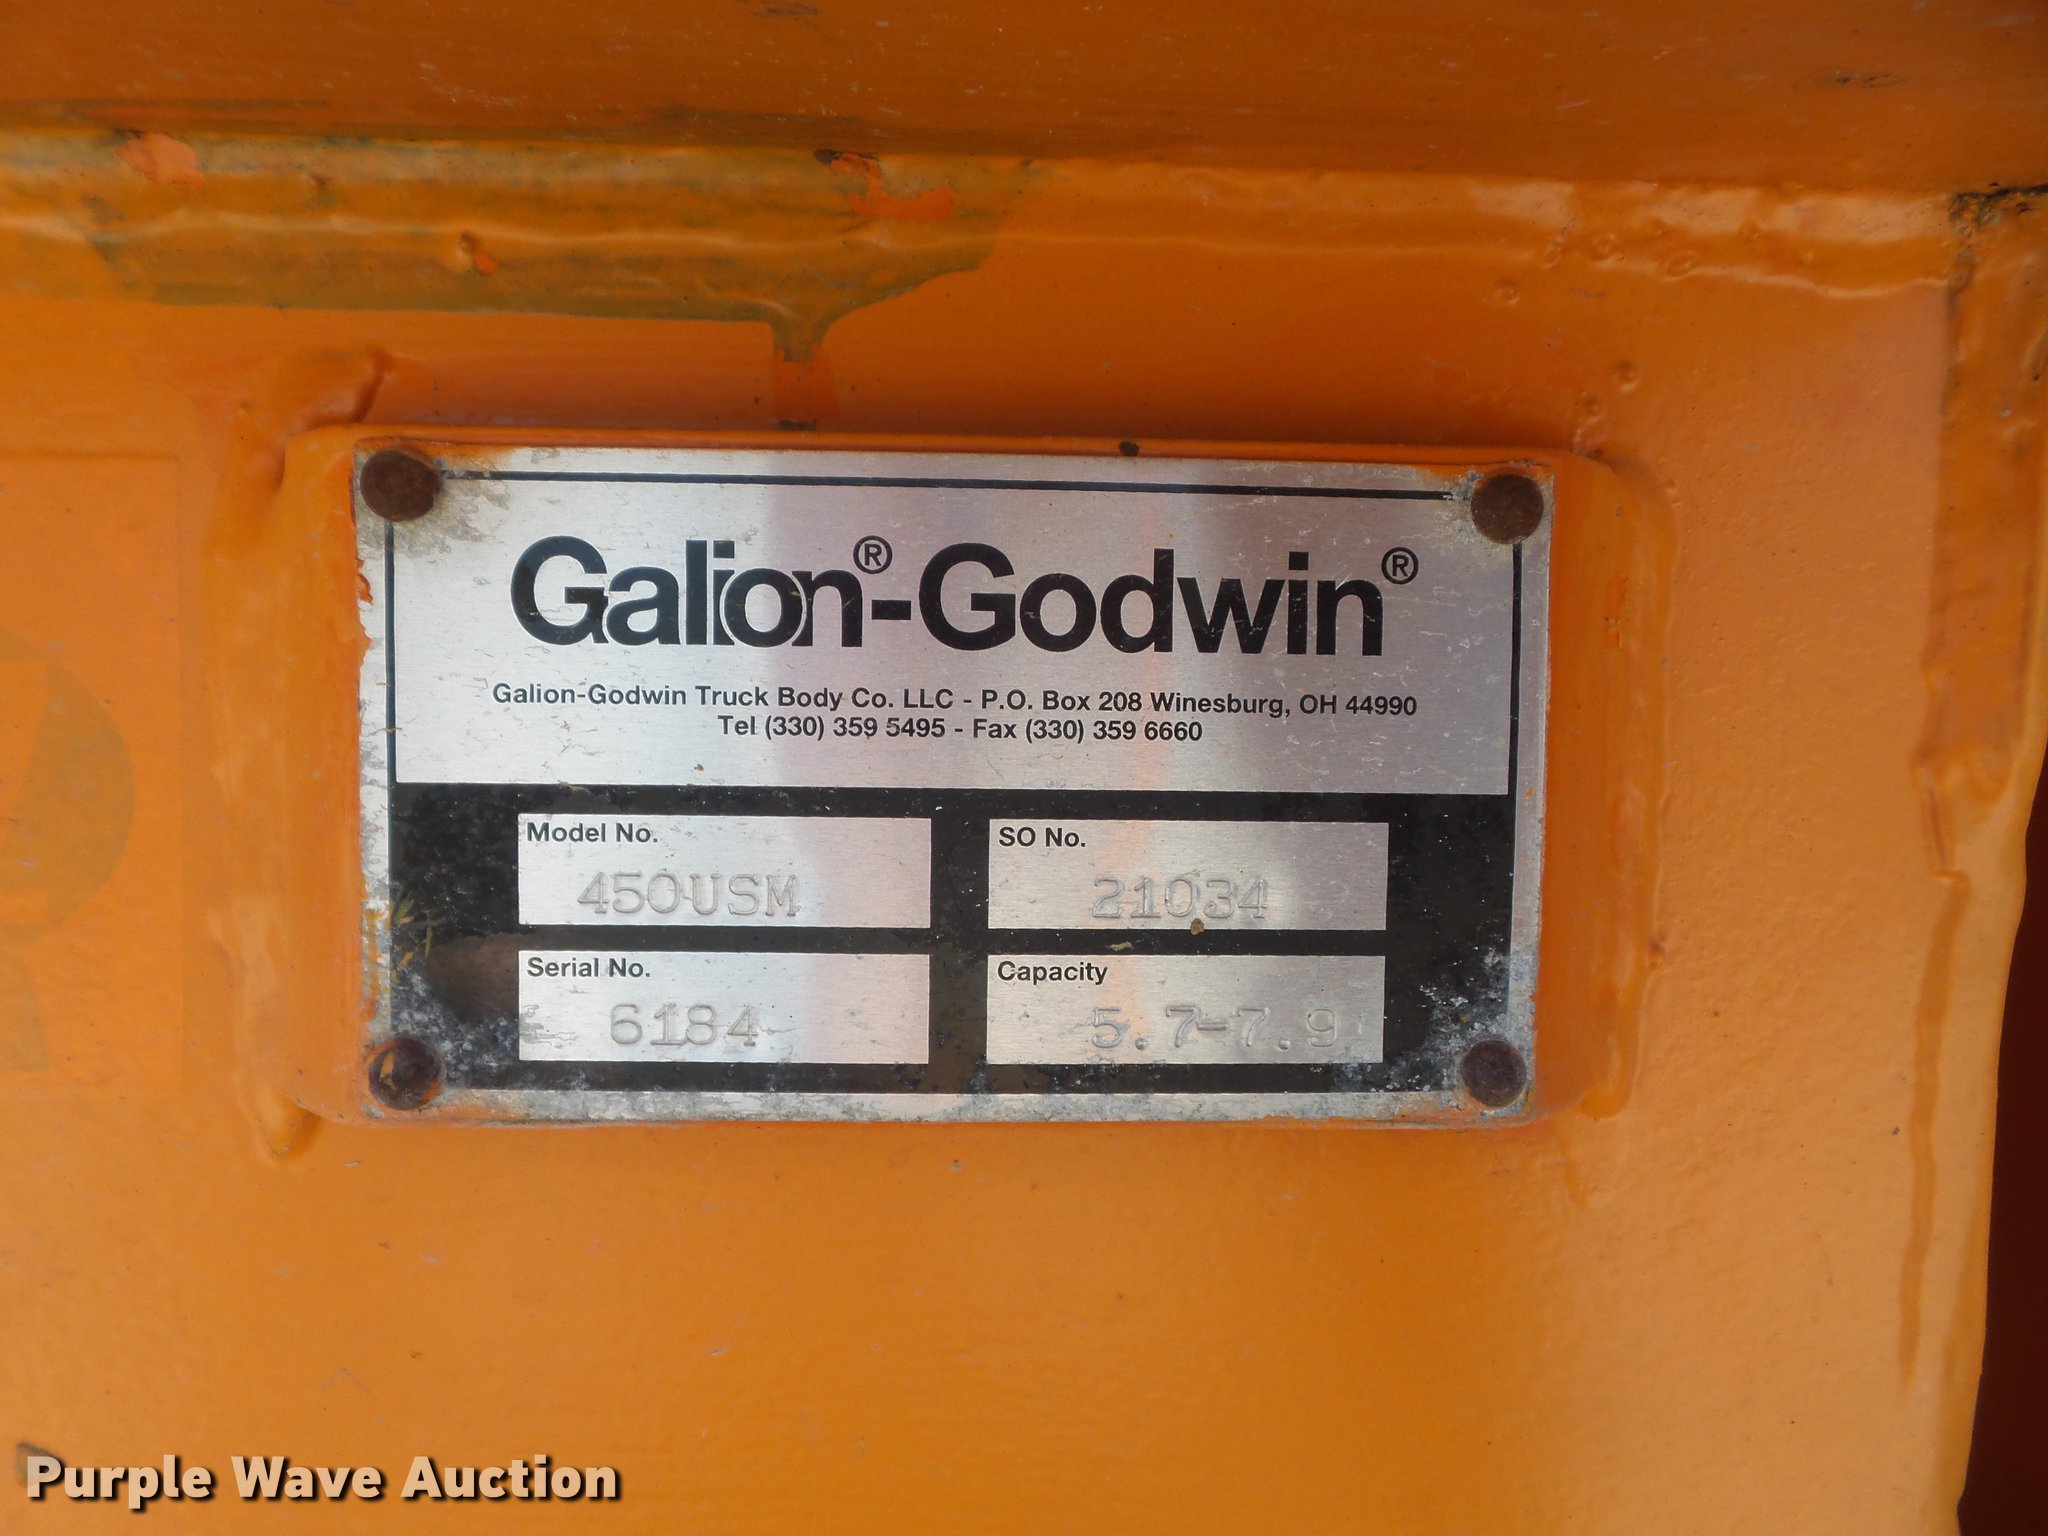 Galion®-Godwin®
Galion-Godwin Truck Body Co. LLC - P.O. Box 208 Winesburg, OH 44990
Tel (330) 359 5495 - Fax (330) 359 6660
Model No.
450USM
SO No.
21034
Serial No.
6184
Capacity
5.7-7.9
Purple Wave Auction